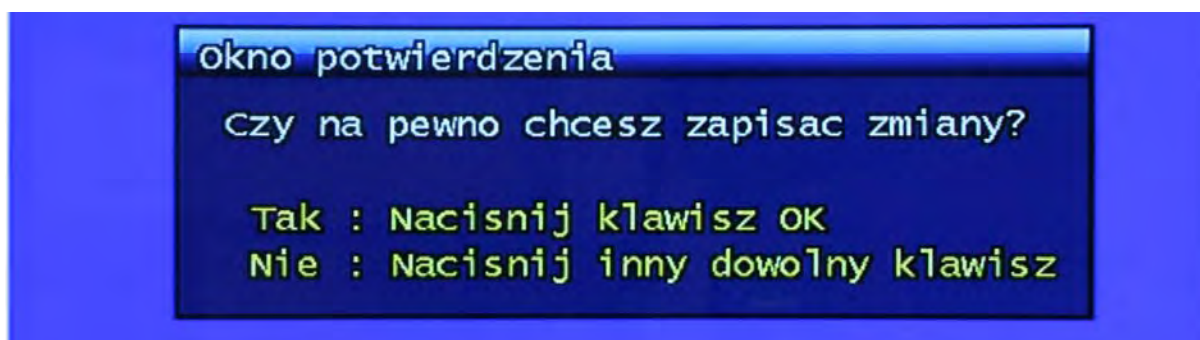 Okno potwierdzenia
Czy na pewno chcesz zapisac zmiany?
Tak : Nacisnij klawisz OK
Nie : Nacisnij inny dowolny klawisz